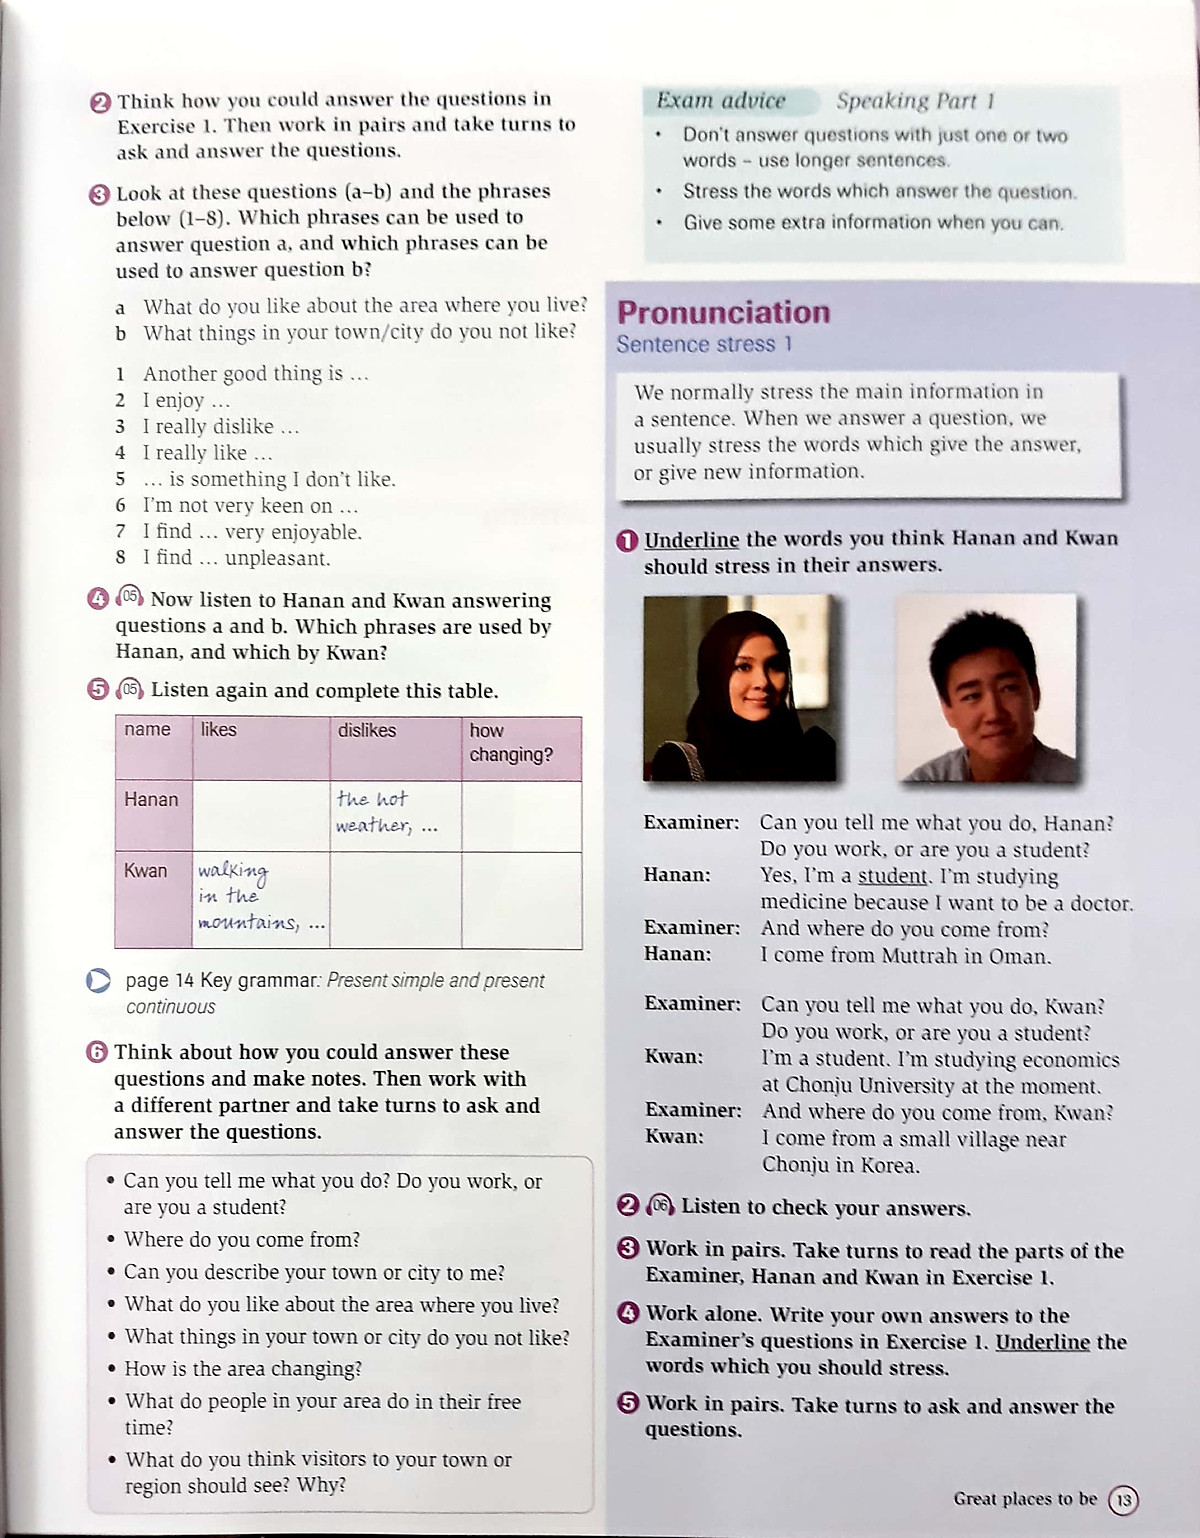 2 Think how you could answer the questions in
Exercise 1. Then work in pairs and take turns to
ask and answer the questions.
3 Look at these questions (a–b) and the phrases
below (1–8). Which phrases can be used to
answer question a, and which phrases can be
used to answer question b?
a What do you like about the area where you live?
b What things in your town/city do you not like?
1 Another good thing is …
2 I enjoy …
3 I really dislike …
4 I really like …
5 … is something I don't like.
6 I'm not very keen on …
7 I find … very enjoyable.
8 I find … unpleasant.
4 05 Now listen to Hanan and Kwan answering
questions a and b. Which phrases are used by
Hanan, and which by Kwan?
5 05 Listen again and complete this table.
name likes dislikes how
changing?
Hanan the hot
weather, …
Kwan walking
in the
mountains, …
page 14 Key grammar: Present simple and present
continuous
6 Think about how you could answer these
questions and make notes. Then work with
a different partner and take turns to ask and
answer the questions.
• Can you tell me what you do? Do you work, or
are you a student?
• Where do you come from?
• Can you describe your town or city to me?
• What do you like about the area where you live?
• What things in your town or city do you not like?
• How is the area changing?
• What do people in your area do in their free
time?
• What do you think visitors to your town or
region should see? Why?
Exam advice Speaking Part 1
• Don't answer questions with just one or two
words – use longer sentences.
• Stress the words which answer the question.
• Give some extra information when you can.
Pronunciation
Sentence stress 1
We normally stress the main information in
a sentence. When we answer a question, we
usually stress the words which give the answer,
or give new information.
1 Underline the words you think Hanan and Kwan
should stress in their answers.
Examiner: Can you tell me what you do, Hanan?
Do you work, or are you a student?
Hanan: Yes, I'm a student. I'm studying
medicine because I want to be a doctor.
Examiner: And where do you come from?
Hanan: I come from Muttrah in Oman.
Examiner: Can you tell me what you do, Kwan?
Do you work, or are you a student?
Kwan: I'm a student. I'm studying economics
at Chonju University at the moment.
Examiner: And where do you come from, Kwan?
Kwan: I come from a small village near
Chonju in Korea.
2 06 Listen to check your answers.
3 Work in pairs. Take turns to read the parts of the
Examiner, Hanan and Kwan in Exercise 1.
4 Work alone. Write your own answers to the
Examiner's questions in Exercise 1. Underline the
words which you should stress.
5 Work in pairs. Take turns to ask and answer the
questions.
Great places to be 13